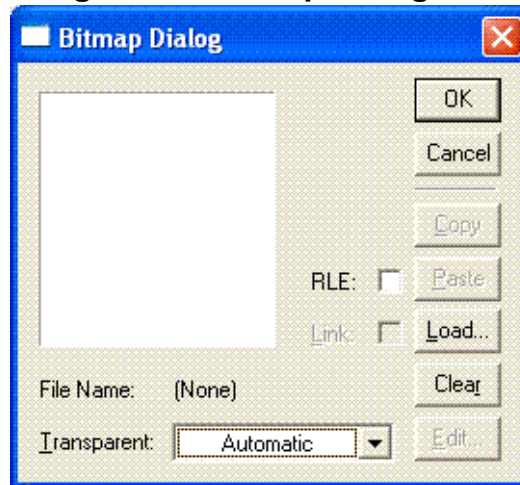 Bitmap Dialog
OK
Cancel
Copy
RLE:
Paste
Link:
Load...
File Name: (None)
Clear
Transparent: Automatic
Edit...